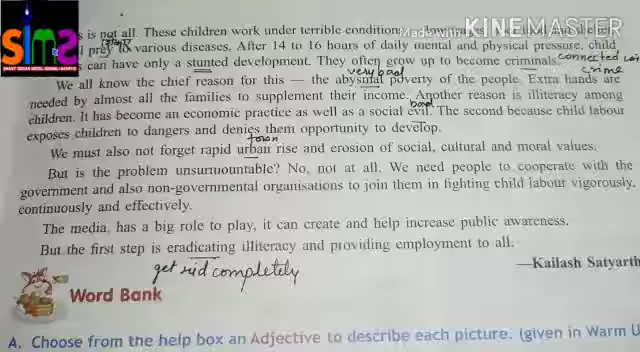 SiMS
SMART INDIAN MODEL SCHOOL
Made with KINEMASTER
s is not all. These children work under terrible condition
prey to various diseases. After 14 to 16 hours of daily mental and physical pressure, child
can have only a stunted development. They often grow up to become criminals. connected
very bad crime
We all know the chief reason for this — the abysmal poverty of the people. Extra hands are
needed by almost all the families to supplement their income. Another reason is illiteracy among
bad
children. It has become an economic practice as well as a social evil. The second because child labour
exposes children to dangers and denies them opportunity to develop.
town
We must also not forget rapid urban rise and erosion of social, cultural and moral values.
But is the problem unsurmountable? No, not at all. We need people to cooperate with the
government and also non-governmental organisations to join them in fighting child labour vigorously,
continuously and effectively.
The media, has a big role to play, it can create and help increase public awareness.
But the first step is eradicating illiteracy and providing employment to all.
get rid completely
—Kailash Satyarth
Word Bank
A. Choose from the help box an Adjective to describe each picture. (given in Warm U